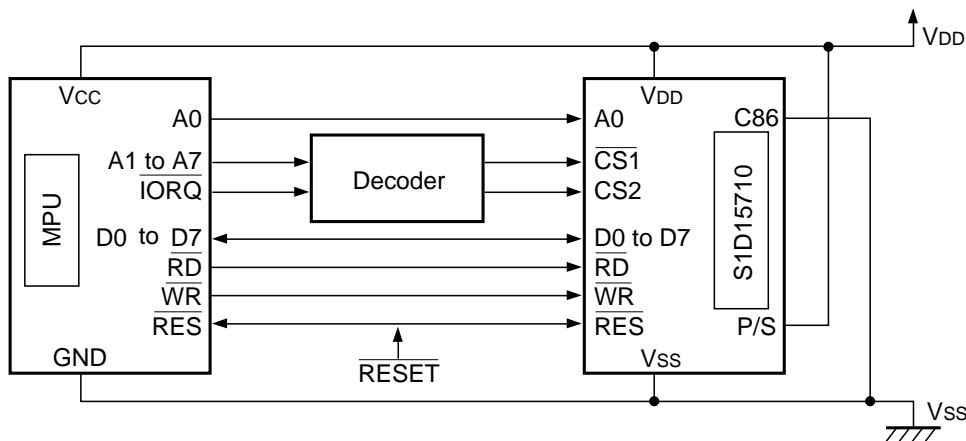 VDD
VCC
A0
A1 to A7
IORQ
D0 to D7
RD
WR
RES
GND
MPU
Decoder
RESET
VDD
A0
CS1
CS2
D0 to D7
RD
WR
RES
VSS
C86
S1D15710
P/S
VSS